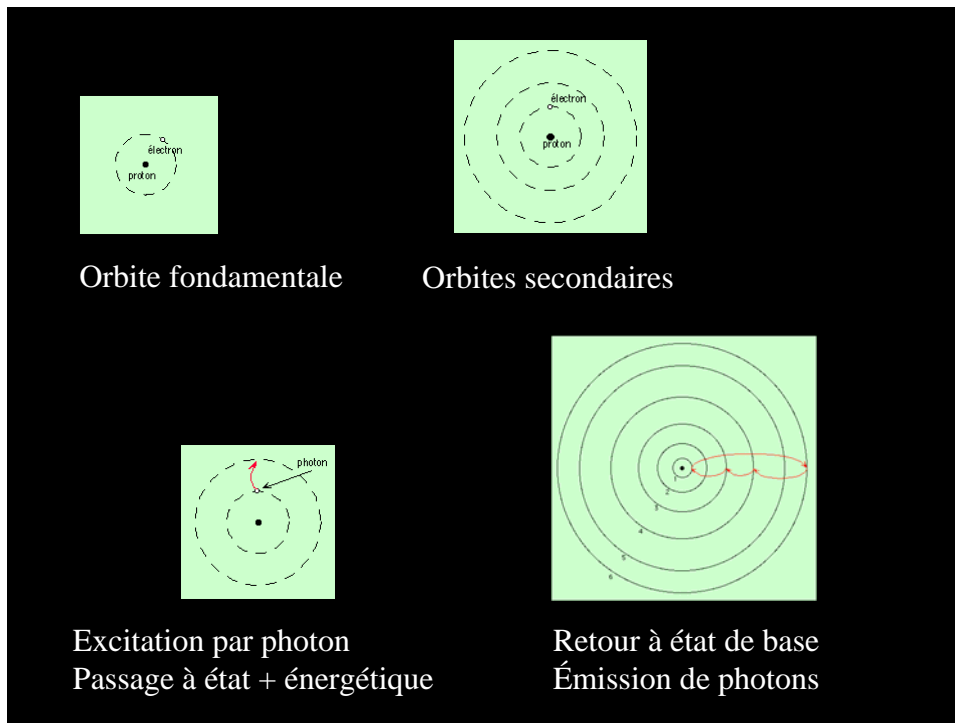 électron
proton
électron
proton
Orbite fondamentale
Orbites secondaires
photon
1
2
3
4
5
6
Excitation par photon
Passage à état + énergétique
Retour à état de base
Émission de photons